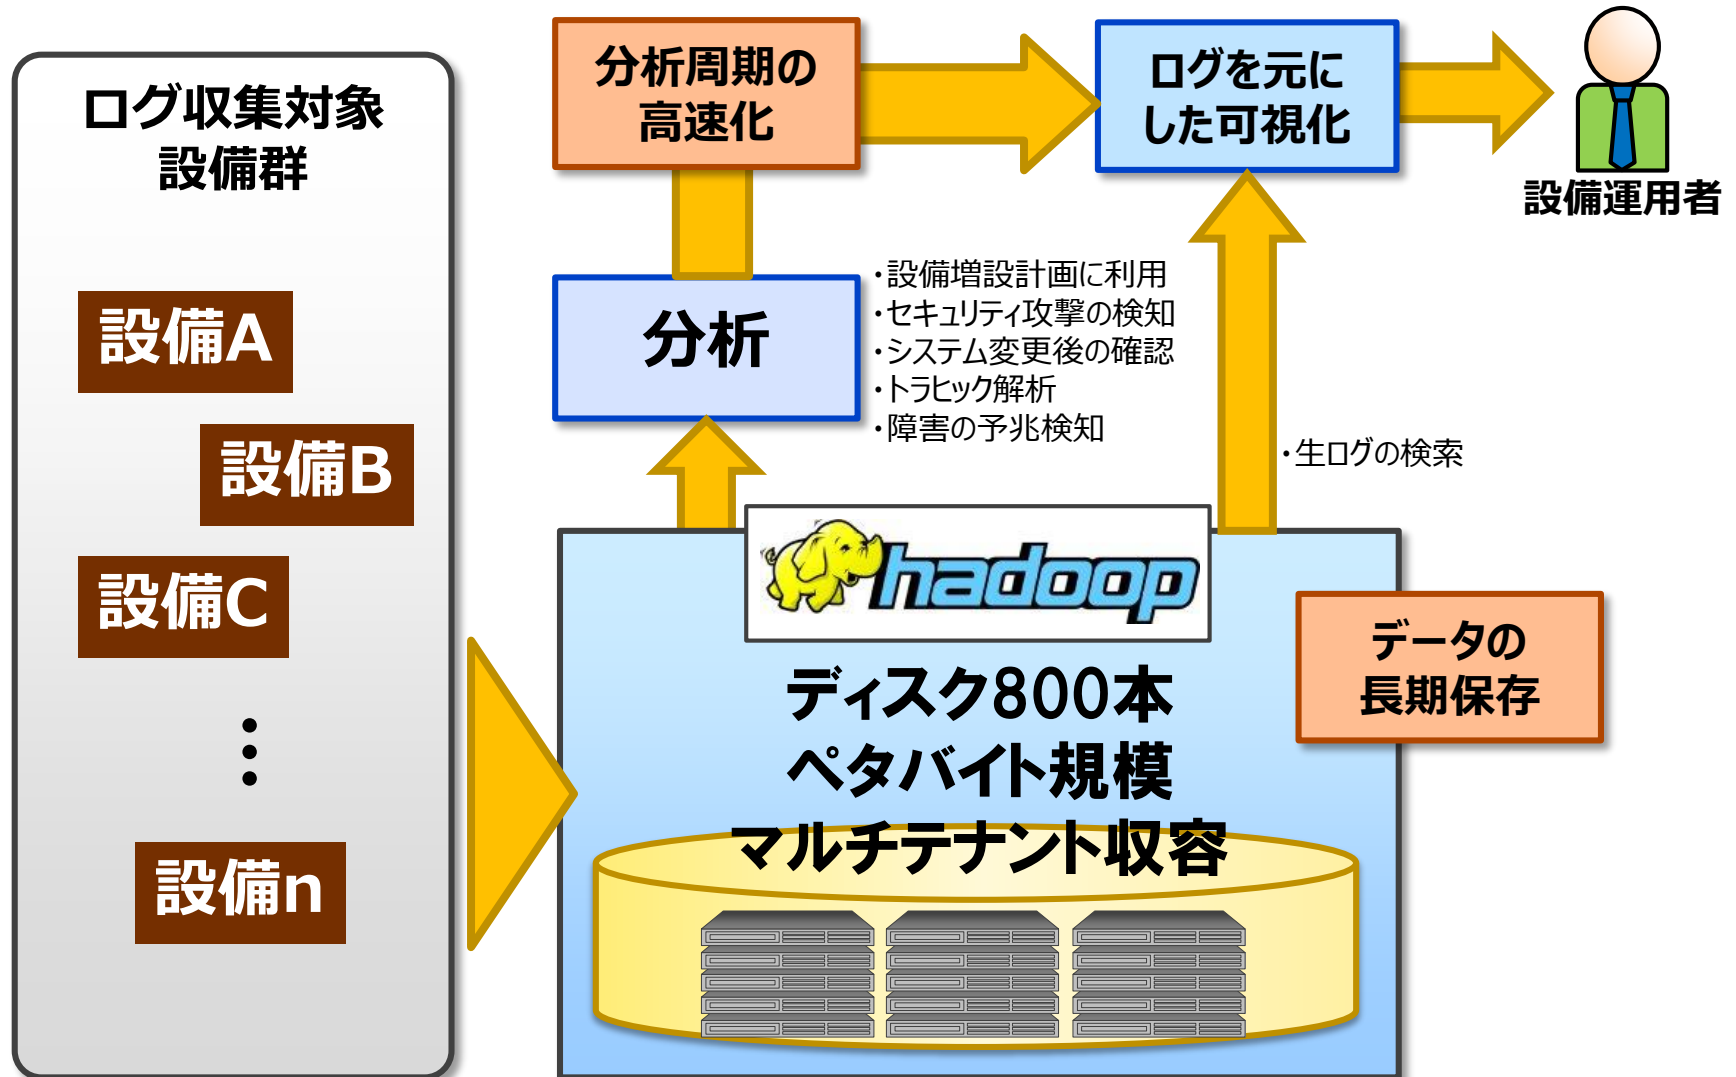 ログ収集対象
設備群
設備A
設備B
設備C
設備n
分析周期の
高速化
ログを元に
した可視化
設備運用者
分析
・設備増設計画に利用
・セキュリティ攻撃の検知
・システム変更後の確認
・トラヒック解析
・障害の予兆検知
・生ログの検索
hadoop
データの
長期保存
ディスク800本
ペタバイト規模
マルチテナント収容